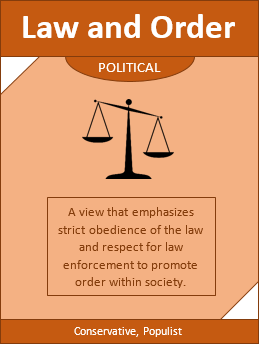 Law and Order
POLITICAL
A view that emphasizes
strict obedience of the law
and respect for law
enforcement to promote
order within society.
Conservative, Populist